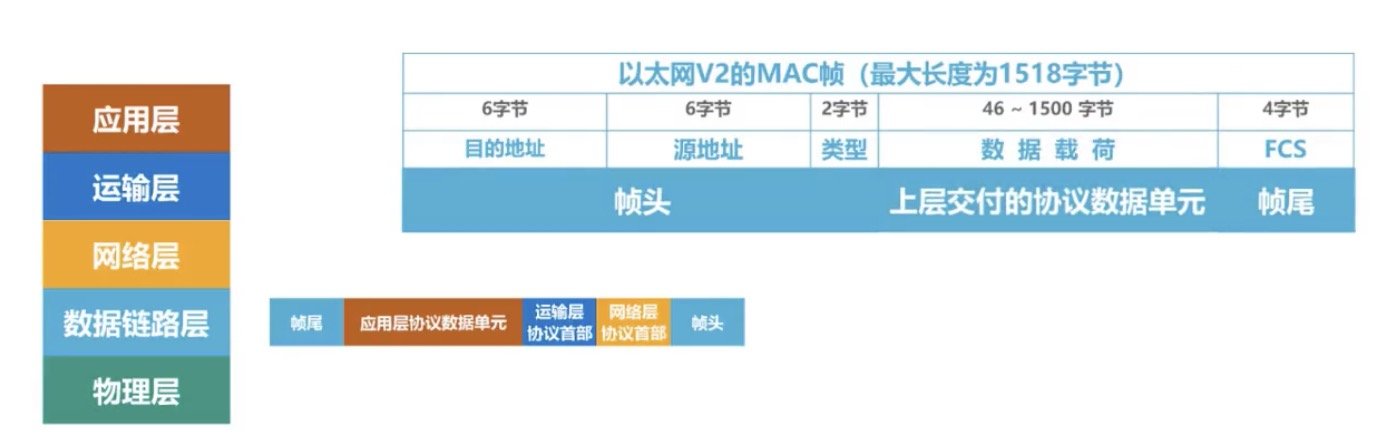 应用层
运输层
网络层
数据链路层
物理层
以太网V2的MAC帧（最大长度为1518字节）
6字节 6字节 2字节 46 ~ 1500 字节 4字节
目的地址 源地址 类型 数 据 载 荷 FCS
帧头 上层交付的协议数据单元 帧尾
帧尾 应用层协议数据单元 运输层 协议首部 网络层 协议首部 帧头